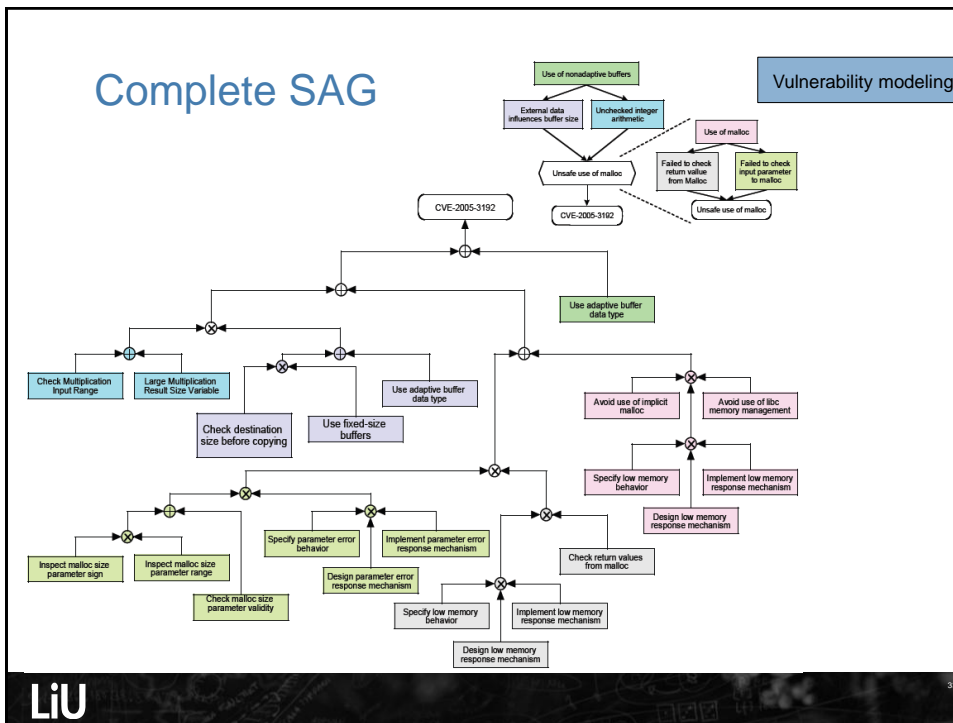 Complete SAG
Vulnerability modeling
Use of nonadaptive buffers
External data
influences buffer size
Unchecked integer
arithmetic
Unsafe use of malloc
CVE-2005-3192
Use of malloc
Failed to check
return value
from Malloc
Failed to check
input parameter
to malloc
Unsafe use of malloc
CVE-2005-3192
Use adaptive buffer
data type
Check Multiplication
Input Range
Large Multiplication
Result Size Variable
Check destination
size before copying
Use fixed-size
buffers
Use adaptive buffer
data type
Avoid use of implicit
malloc
Avoid use of libc
memory management
Specify low memory
behavior
Implement low memory
response mechanism
Design low memory
response mechanism
Inspect malloc size
parameter sign
Inspect malloc size
parameter range
Check malloc size
parameter validity
Specify parameter error
behavior
Implement parameter error
response mechanism
Design parameter error
response mechanism
Check return values
from malloc
Specify low memory
behavior
Implement low memory
response mechanism
Design low memory
response mechanism
LiU
3